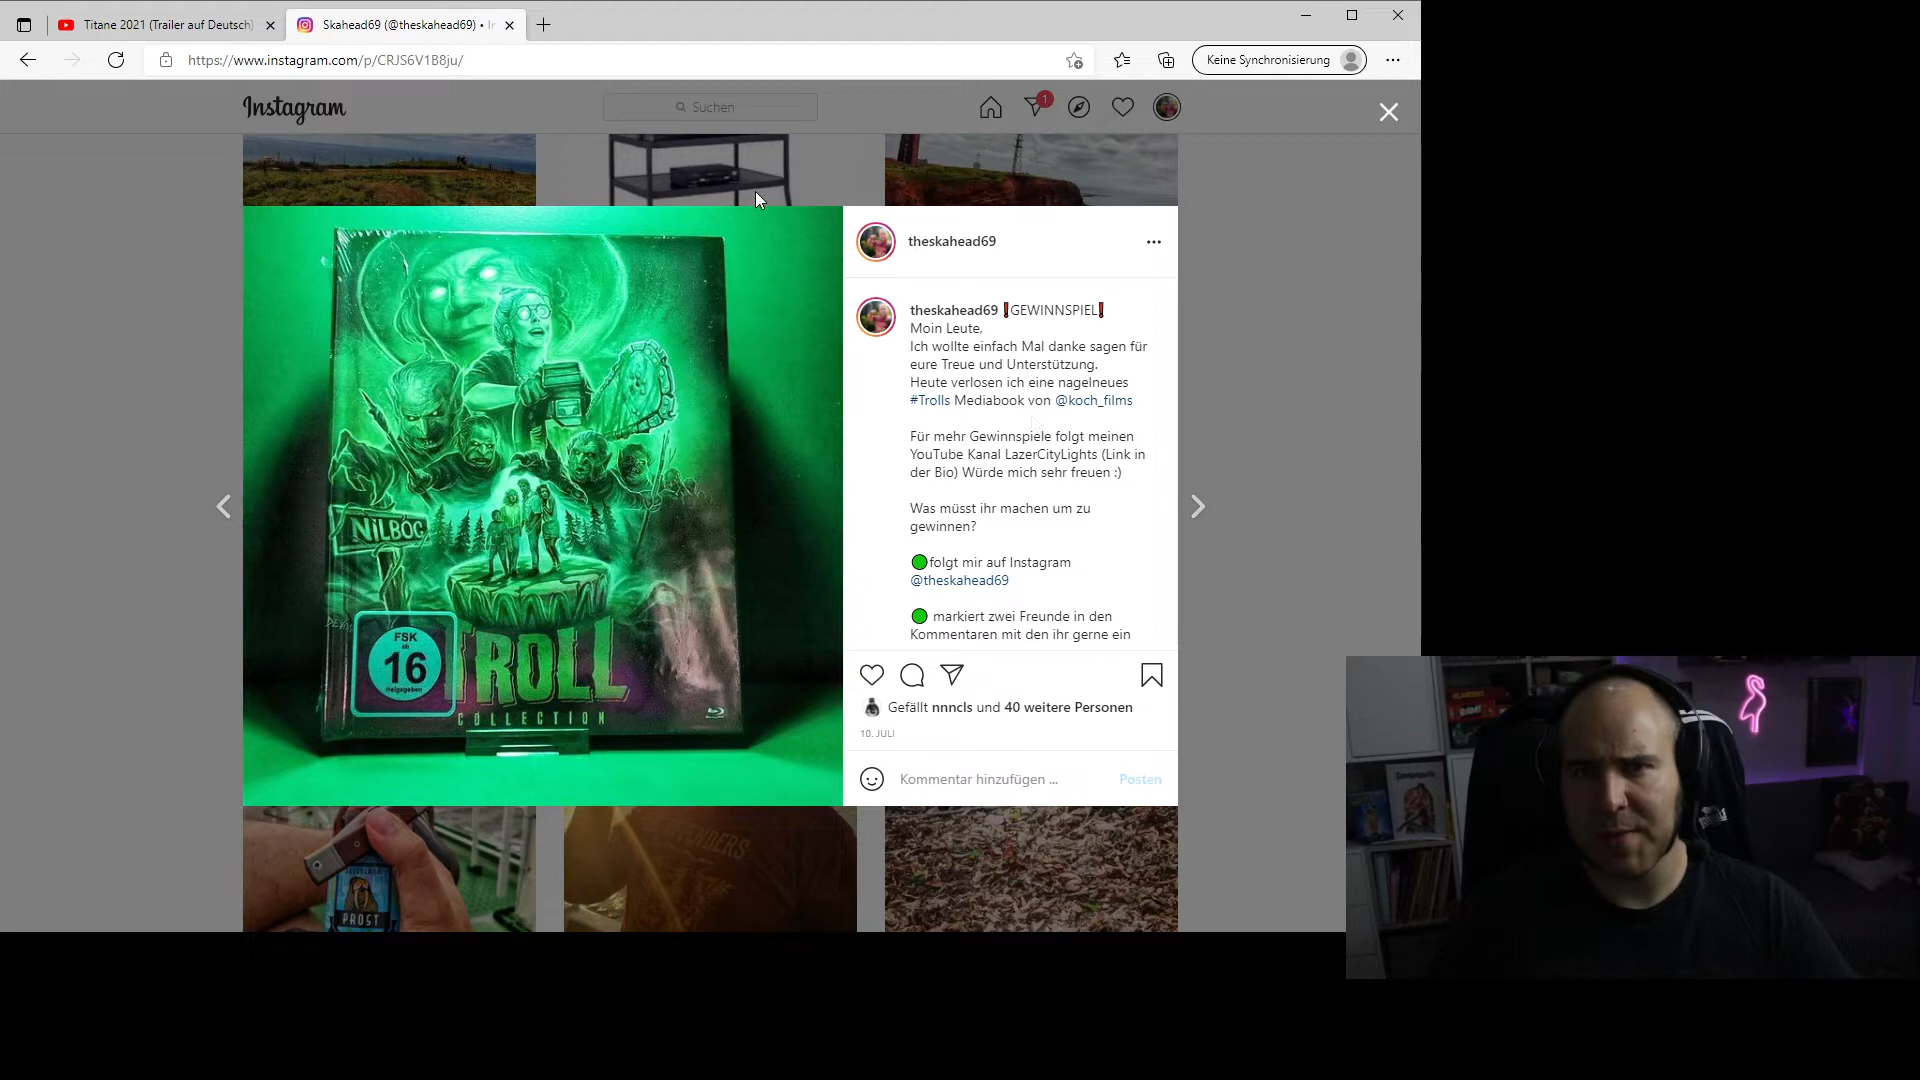 Titane 2021 (Trailer auf Deutsch)
Skahead69 (@theskahead69) •
https://www.instagram.com/p/CRJS6V1B8ju/
Keine Synchronisierung
Instagram
Suchen
1
theskahead69
theskahead69 ❗GEWINNSPIEL❗
Moin Leute,
Ich wollte einfach Mal danke sagen für
eure Treue und Unterstützung.
Heute verlosen ich eine nagelneues
#Trolls Mediabook von @koch_films
Für mehr Gewinnspiele folgt meinen
YouTube Kanal LazerCityLights (Link in
der Bio) Würde mich sehr freuen :)
Was müsst ihr machen um zu
gewinnen?
🟢folgt mir auf Instagram
@theskahead69
🟢 markiert zwei Freunde in den
Kommentaren mit den ihr gerne ein
Gefällt nnncls und 40 weitere Personen
10. JULI
Kommentar hinzufügen ...
Posten
NILBOG
FSK
ab
16
freigegeben
TROLL
COLLECTION
PROST